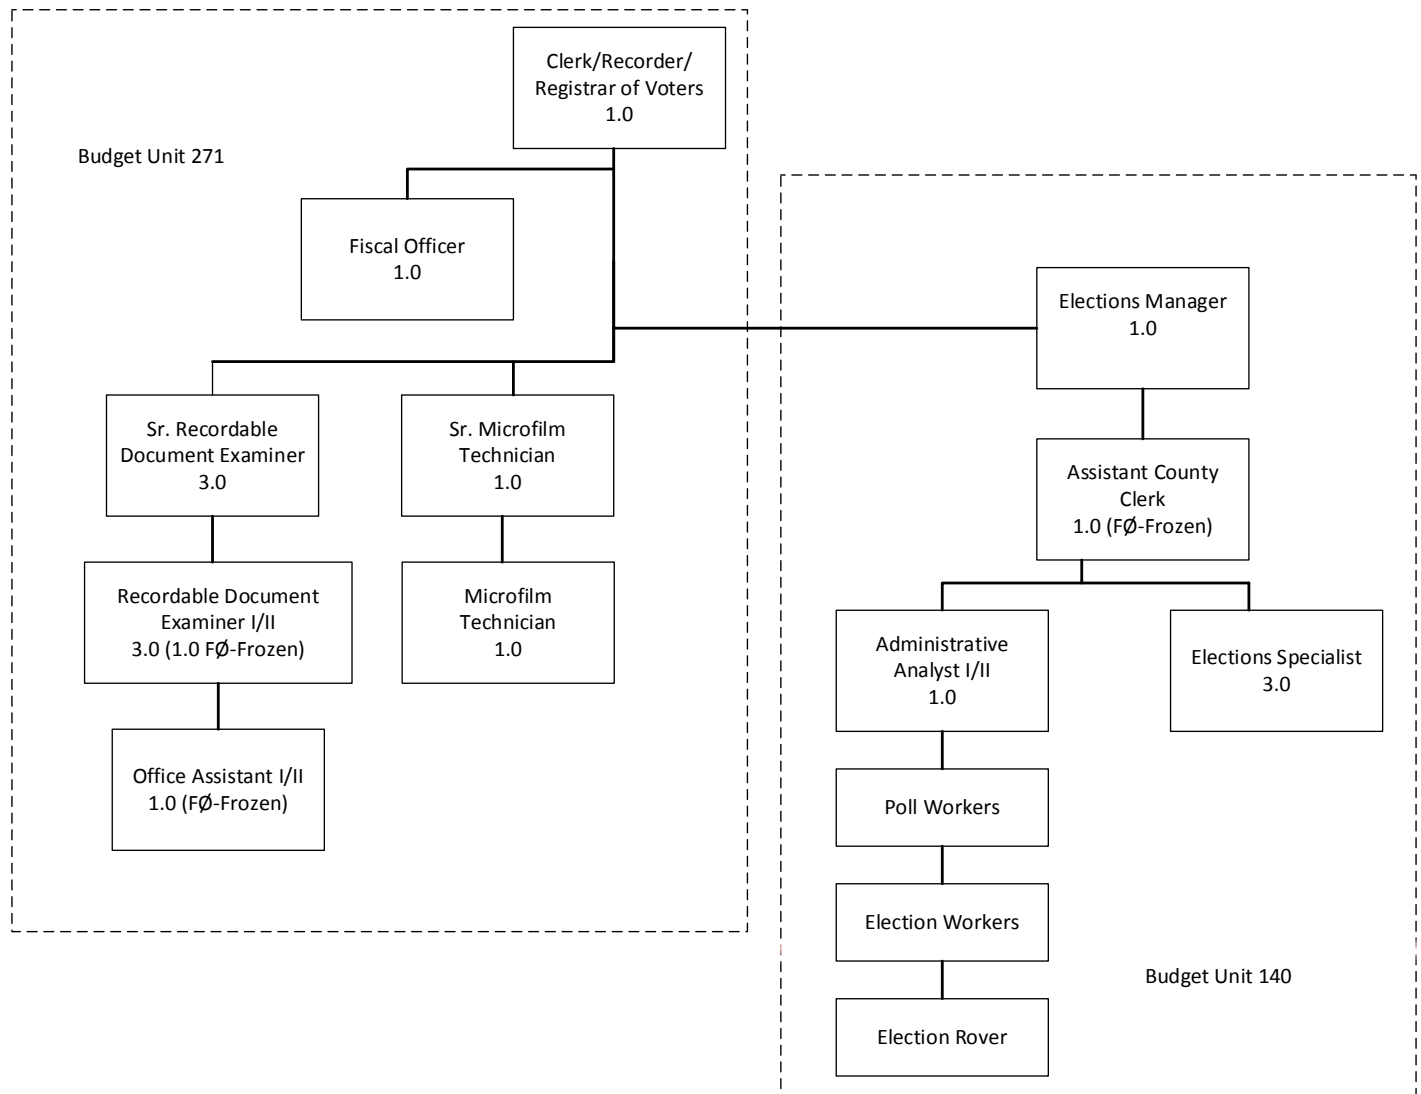 Clerk/Recorder/
Registrar of Voters
1.0
Budget Unit 271
Fiscal Officer
1.0
Elections Manager
1.0
Sr. Recordable
Document Examiner
3.0
Sr. Microfilm
Technician
1.0
Assistant County
Clerk
1.0 (FØ-Frozen)
Recordable Document
Examiner I/II
3.0 (1.0 FØ-Frozen)
Microfilm
Technician
1.0
Administrative
Analyst I/II
1.0
Elections Specialist
3.0
Office Assistant I/II
1.0 (FØ-Frozen)
Poll Workers
Election Workers
Budget Unit 140
Election Rover